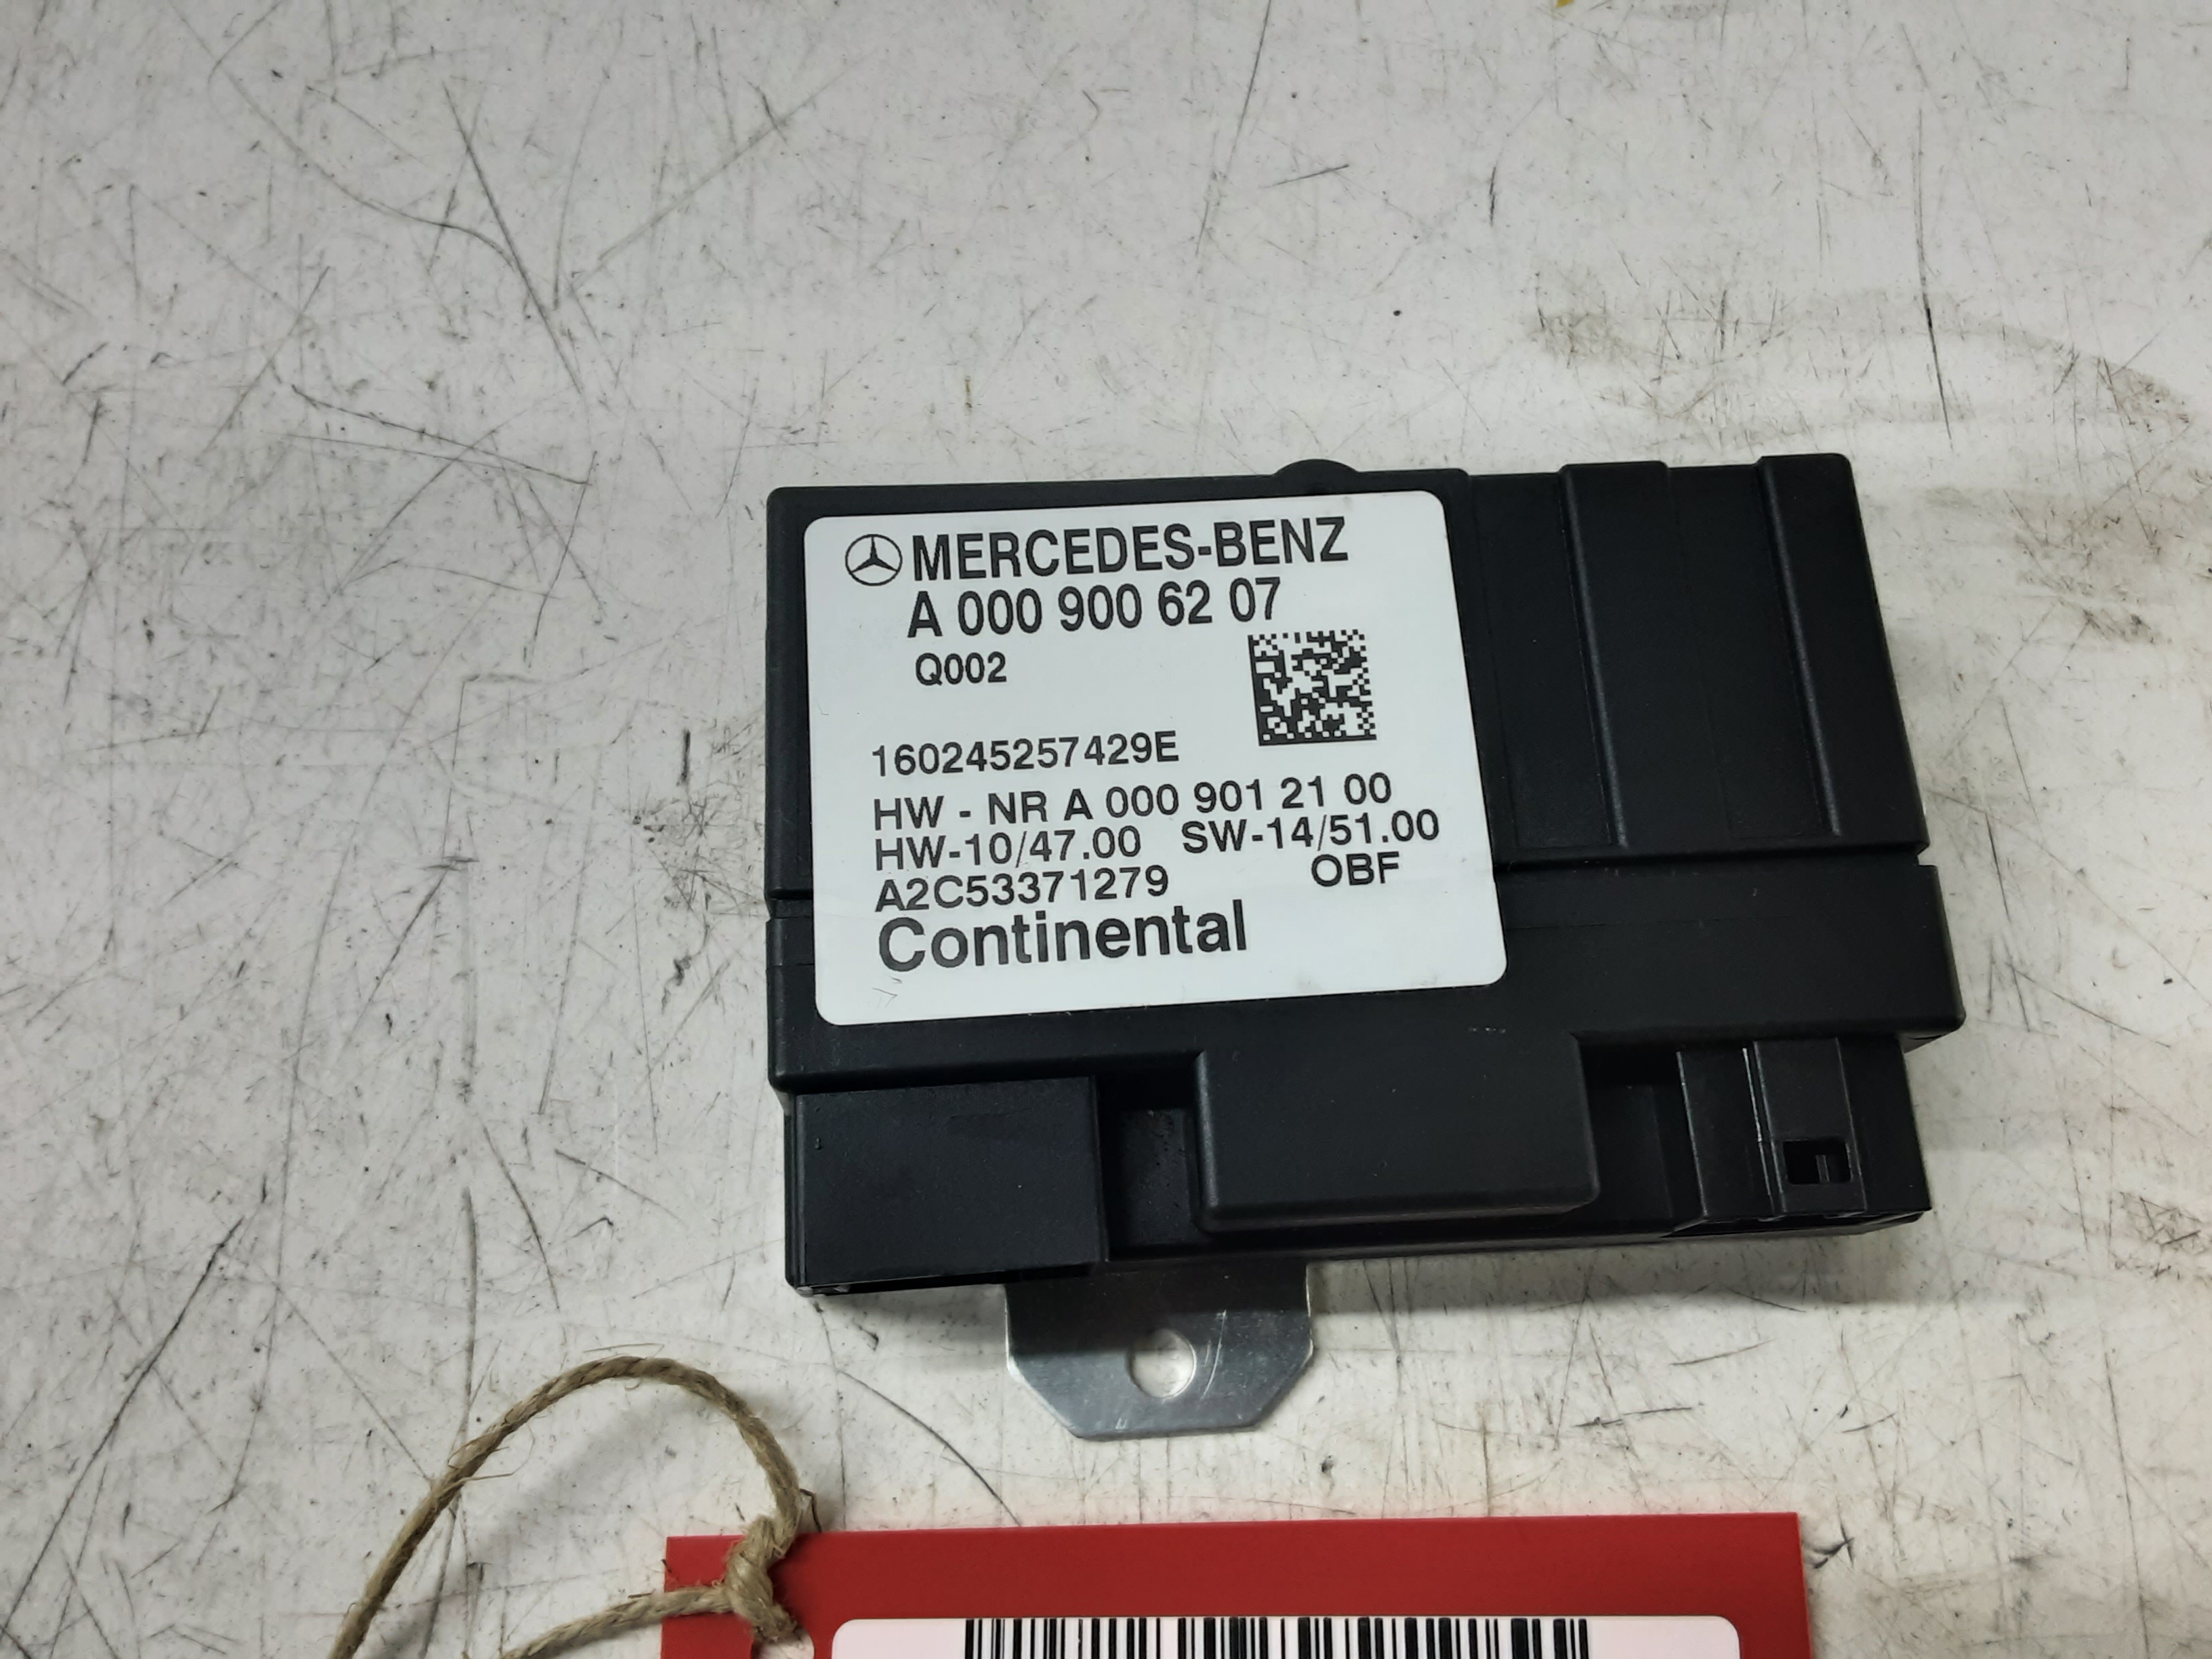 MERCEDES-BENZ
A 000 900 62 07
Q002
160245257429E
HW - NR A 000 901 21 00
HW-10/47.00 SW-14/51.00
A2C53371279 OBF
Continental